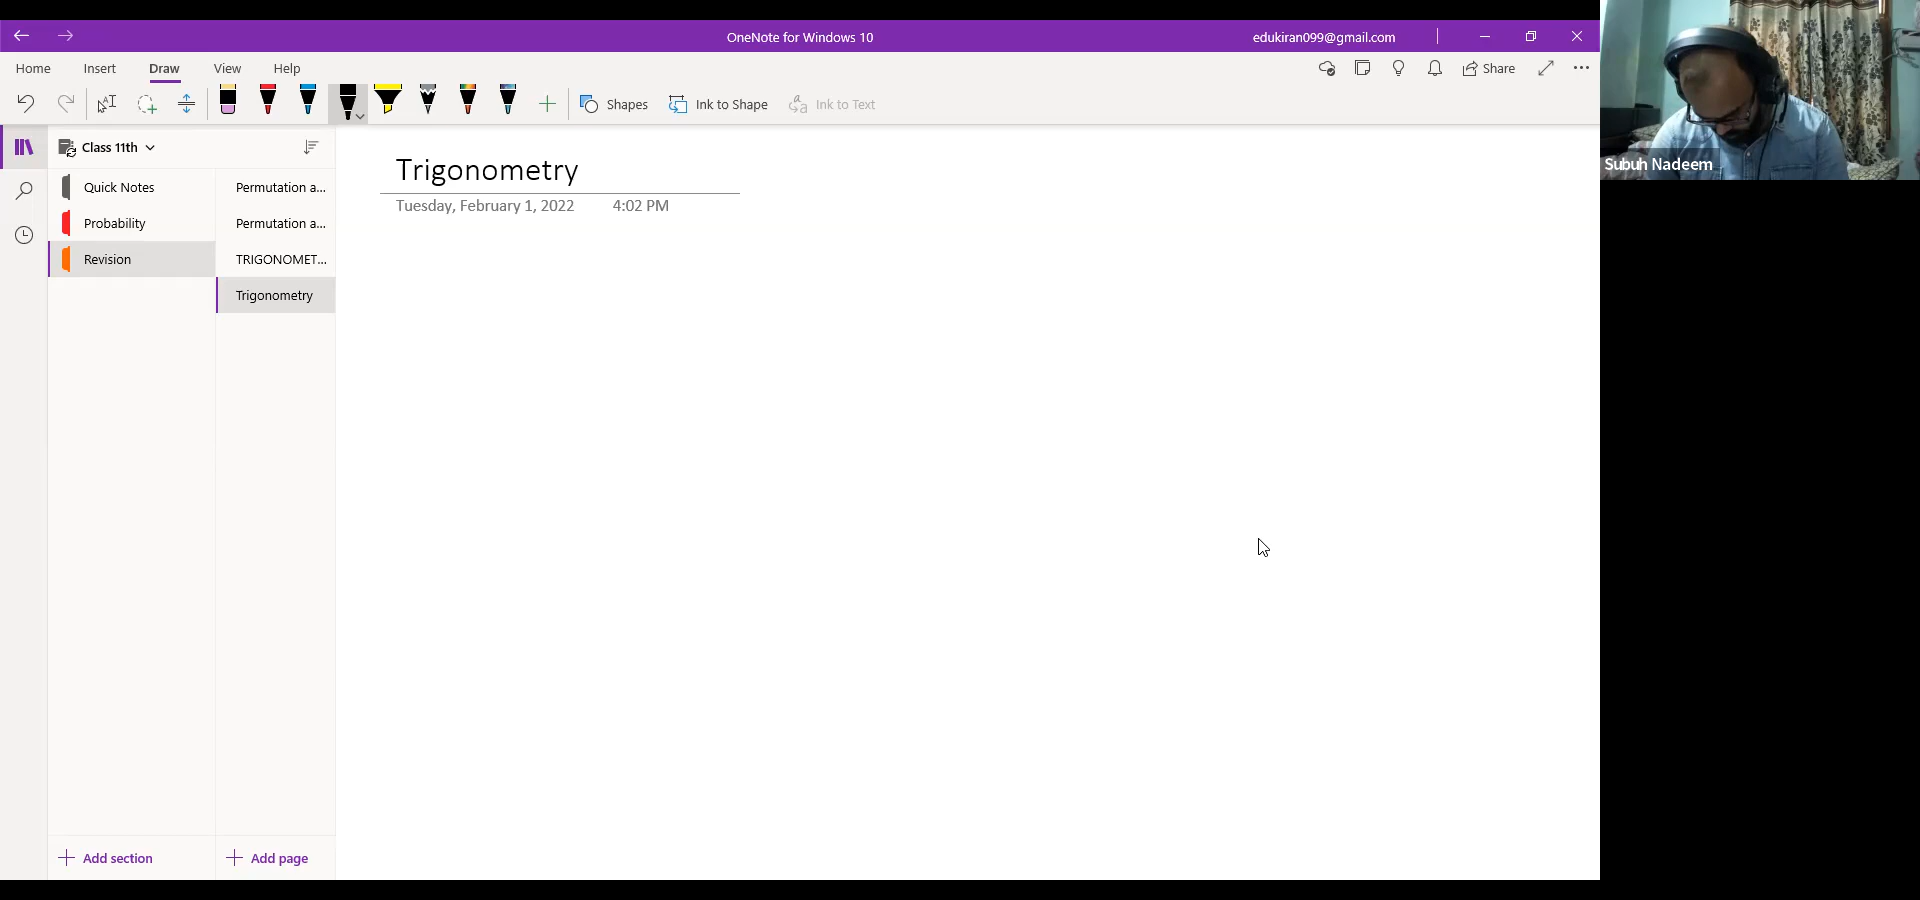 OneNote for Windows 10
edukiran099@gmail.com
Home Insert Draw View Help
Share
Shapes Ink to Shape Ink to Text
Class 11th
Quick Notes
Probability
Revision
Permutation a...
Permutation a...
TRIGONOMET...
Trigonometry
Trigonometry
Tuesday, February 1, 2022 4:02 PM
Add section
Add page
Subuh Nadeem